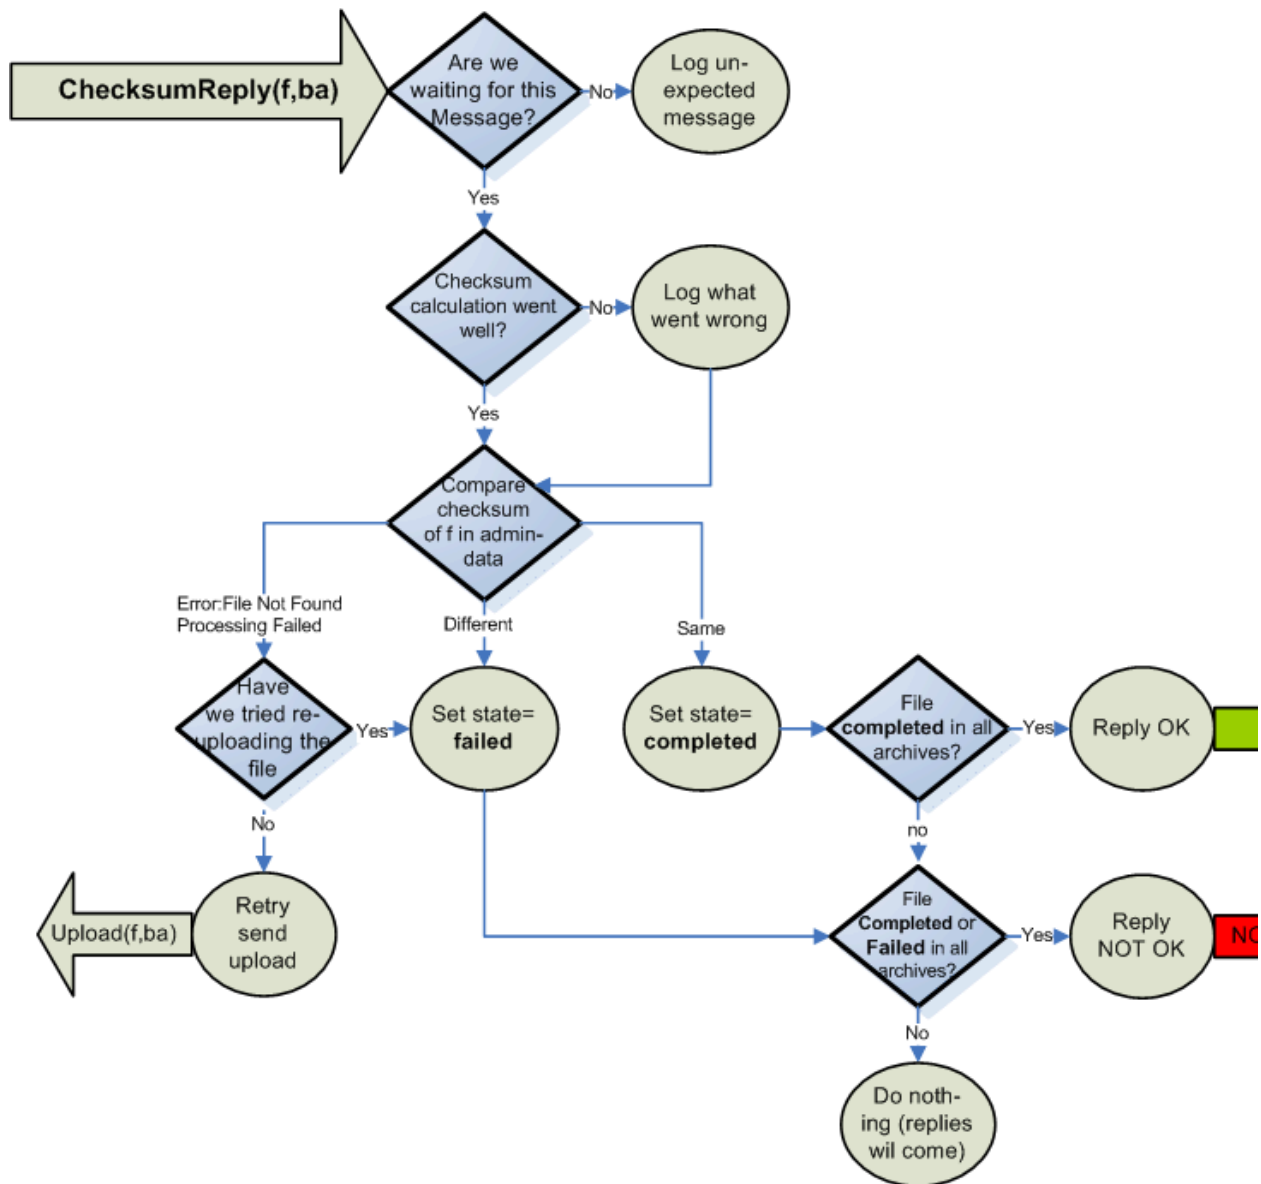 ChecksumReply(f,ba)
Are we
waiting for this
Message?
No
Log un-
expected
message
Yes
Checksum
calculation went
well?
No
Log what
went wrong
Yes
Compare
checksum
of f in admin-
data
Error:File Not Found
Processing Failed
Different
Same
Have
we tried re-
uploading the
file
Yes
Set state=
failed
Set state=
completed
File
completed in all
archives?
Yes
Reply OK
No
no
Upload(f,ba)
Retry
send
upload
File
Completed or
Failed in all
archives?
Yes
Reply
NOT OK
No
Do noth-
ing (replies
wil come)